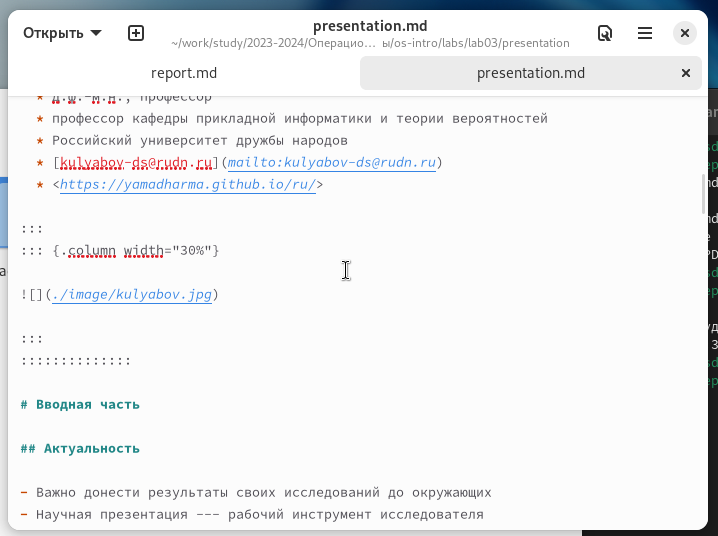 Открыть
presentation.md
~/work/study/2023-2024/Операцио… ы/os-intro/labs/lab03/presentation
report.md
presentation.md
* д.ф.-м.н., профессор
* профессор кафедры прикладной информатики и теории вероятностей
* Российский университет дружбы народов
* [kulyabov-ds@rudn.ru](mailto:kulyabov-ds@rudn.ru)
* <https://yamadharma.github.io/ru/>
:::
::: {.column width="30%"}
![](./image/kulyabov.jpg)
:::
::::::::::::::
# Вводная часть
## Актуальность
- Важно донести результаты своих исследований до окружающих
- Научная презентация --- рабочий инструмент исследователя